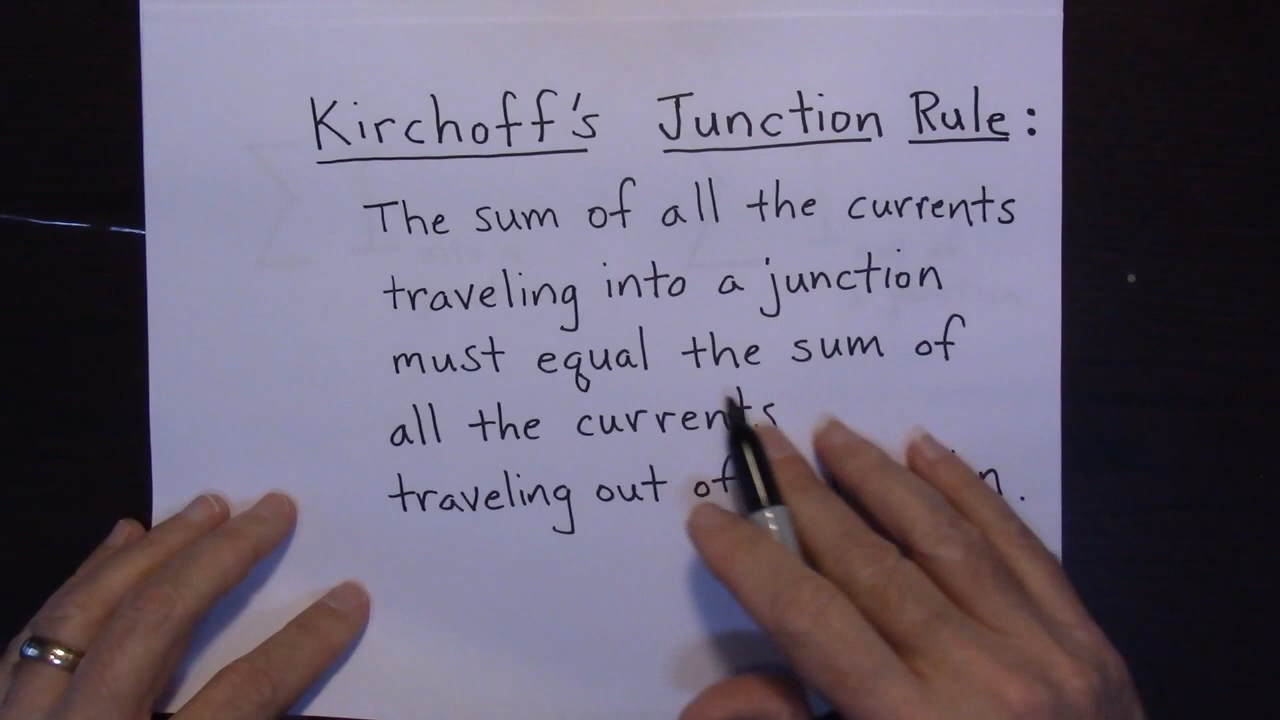 Kirchoff's Junction Rule:
The sum of all the currents
traveling into a junction
must equal the sum of
all the currents
traveling out of